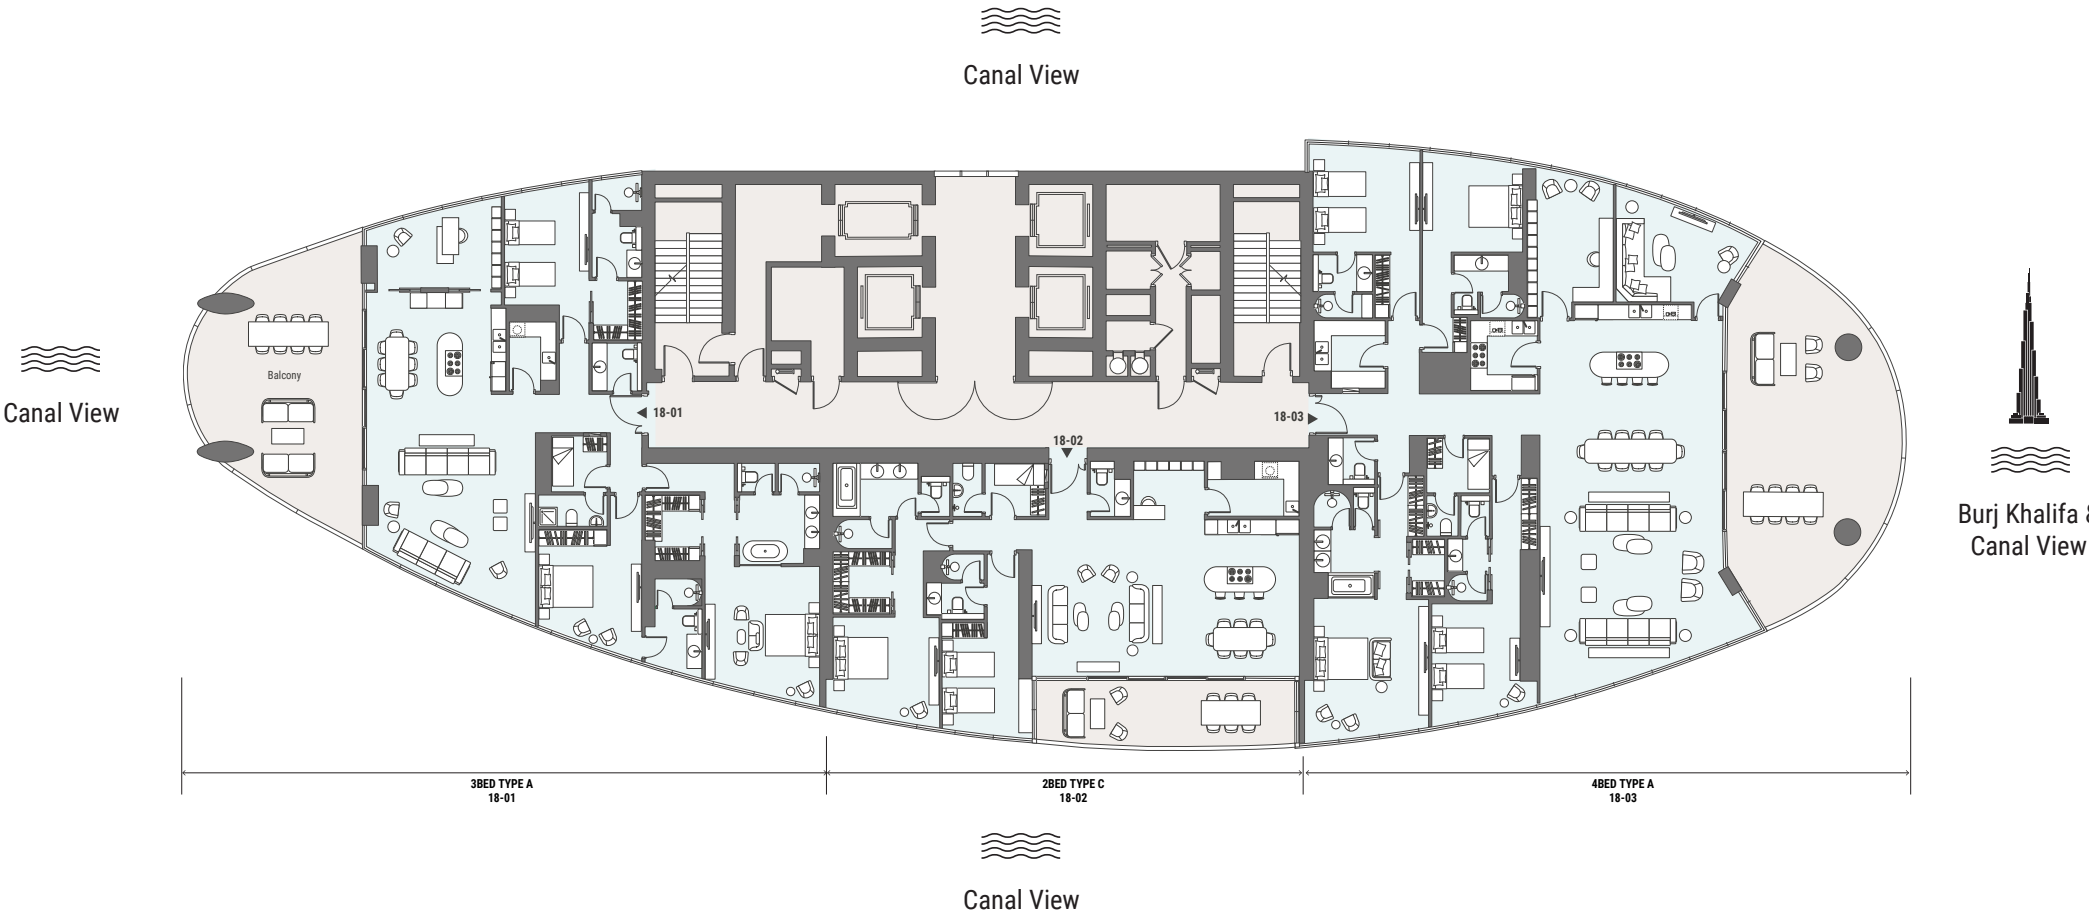 Canal View
Canal View
Balcony
18-01
18-02
18-03
Burj Khalifa &
Canal View
3BED TYPE A
18-01
2BED TYPE C
18-02
4BED TYPE A
18-03
Canal View